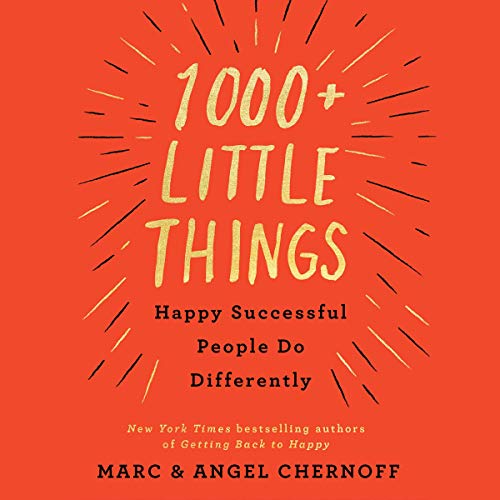 1000+
LITTLE
THINGS
Happy Successful
People Do
Differently
New York Times bestselling authors
of Getting Back to Happy
MARC & ANGEL CHERNOFF